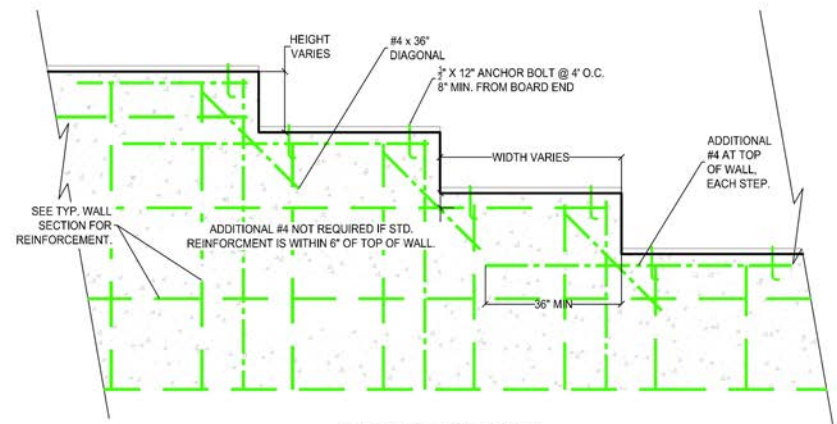 HEIGHT
VARIES
#4 x 36"
DIAGONAL
½" X 12" ANCHOR BOLT @ 4' O.C.
8" MIN. FROM BOARD END
WIDTH VARIES
ADDITIONAL
#4 AT TOP
OF WALL,
EACH STEP.
SEE TYP. WALL
SECTION FOR
REINFORCEMENT.
ADDITIONAL #4 NOT REQUIRED IF STD.
REINFORCMENT IS WITHIN 6" OF TOP OF WALL.
36" MIN